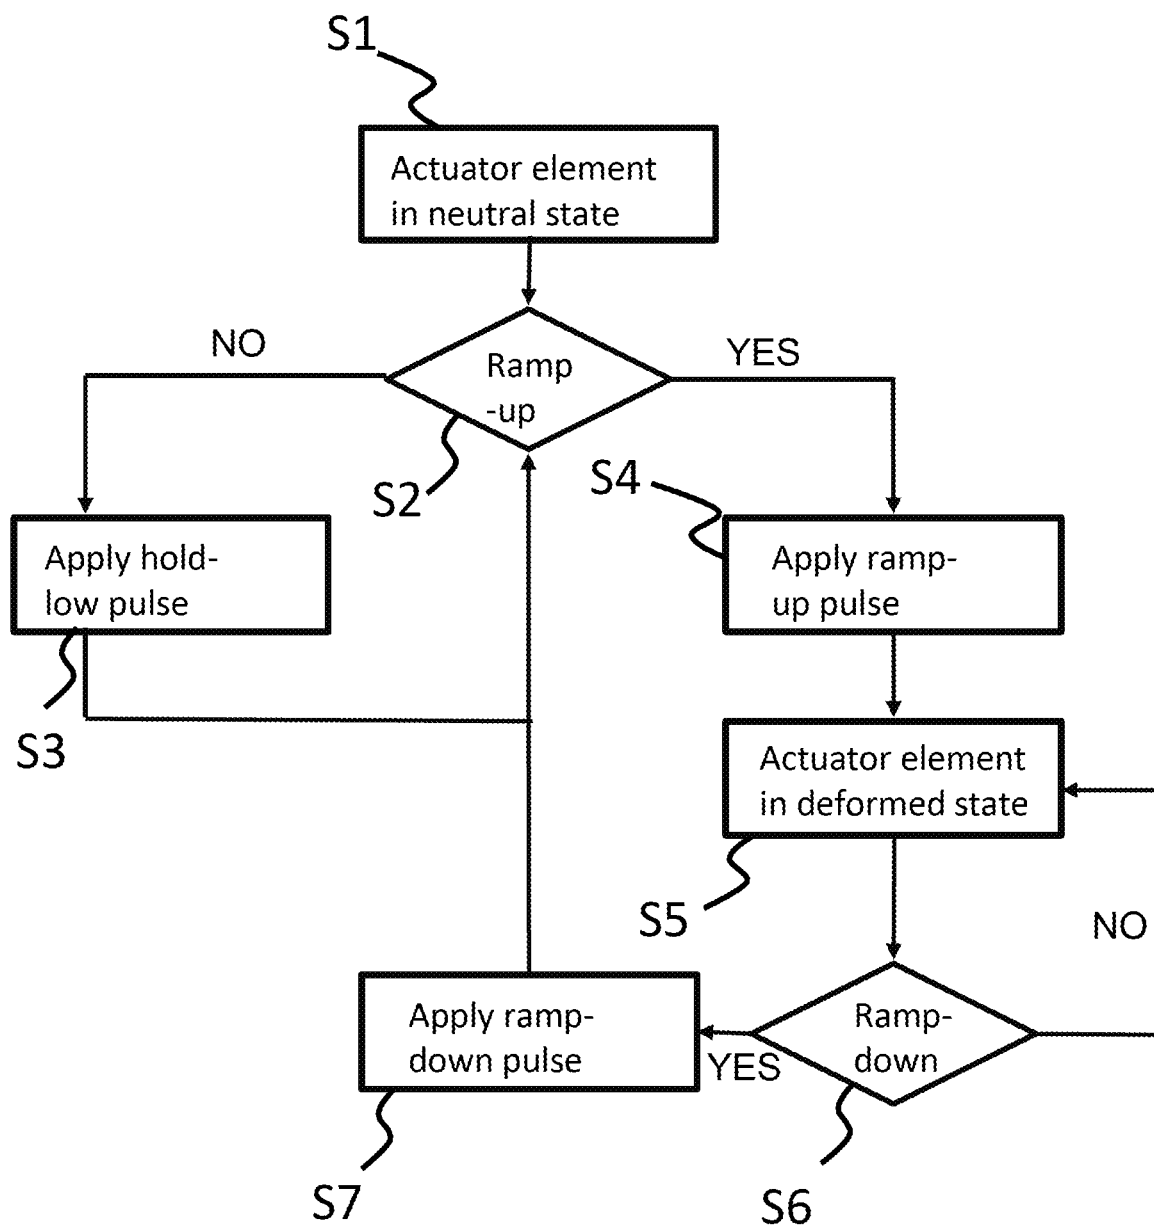 S1
Actuator element
in neutral state
NO
YES
Ramp
-up
S2
S4
Apply hold-
low pulse
Apply ramp-
up pulse
S3
Actuator element
in deformed state
S5
NO
Apply ramp-
down pulse
YES
Ramp-
down
S7
S6